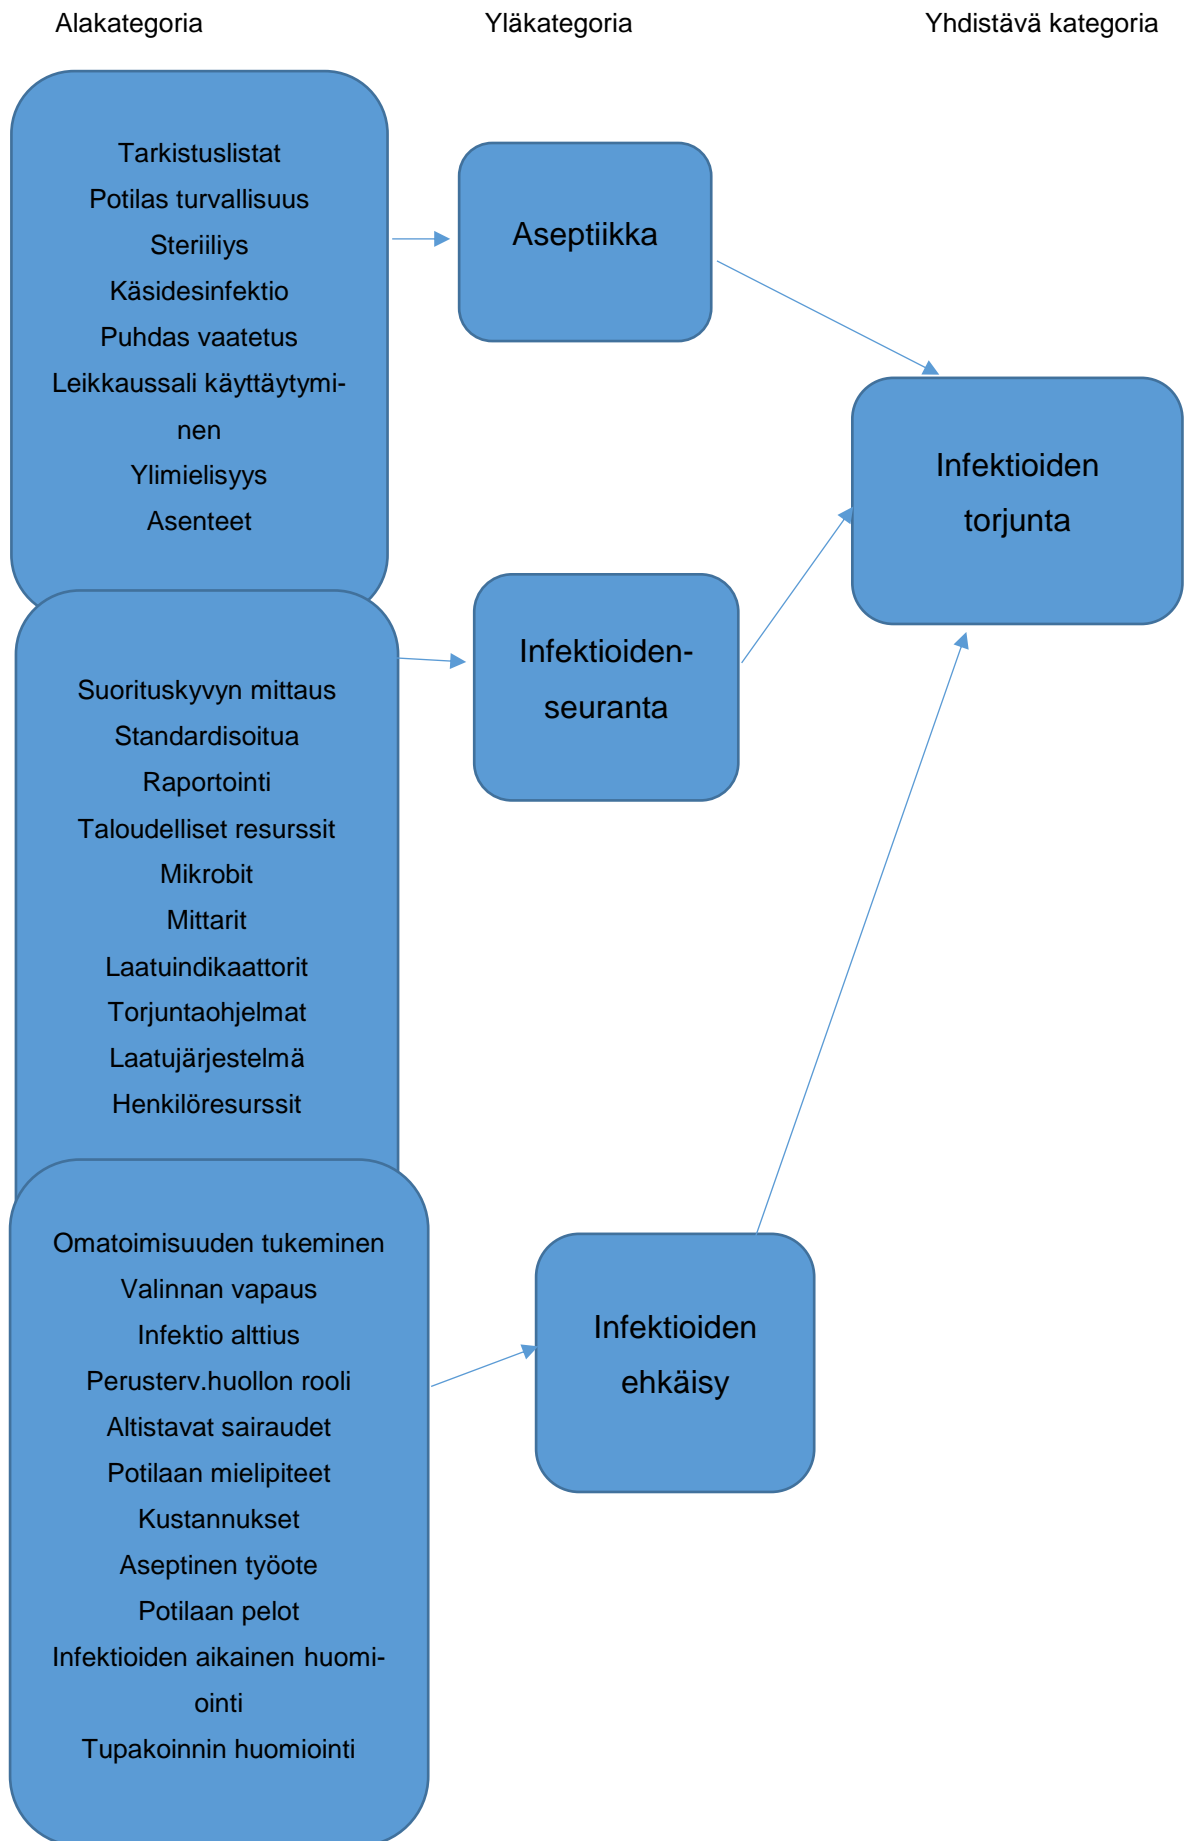 Alakategoria
Yläkategoria
Yhdistävä kategoria
Tarkistuslistat
Potilas turvallisuus
Steriiliys
Käsidesinfektio
Puhdas vaatetus
Leikkaussali käyttäytymi-
nen
Ylimielisyys
Asenteet
Aseptiikka
Infektioiden
torjunta
Suorituskyvyn mittaus
Standardisoitua
Raportointi
Taloudelliset resurssit
Mikrobit
Mittarit
Laatuindikaattorit
Torjuntaohjelmat
Laatujärjestelmä
Henkilöresurssit
Infektioiden-
seuranta
Omatoimisuuden tukeminen
Valinnan vapaus
Infektio alttius
Perusterv.huollon rooli
Altistavat sairaudet
Potilaan mielipiteet
Kustannukset
Aseptinen työote
Potilaan pelot
Infektioiden aikainen huomi-
ointi
Tupakoinnin huomiointi
Infektioiden
ehkäisy